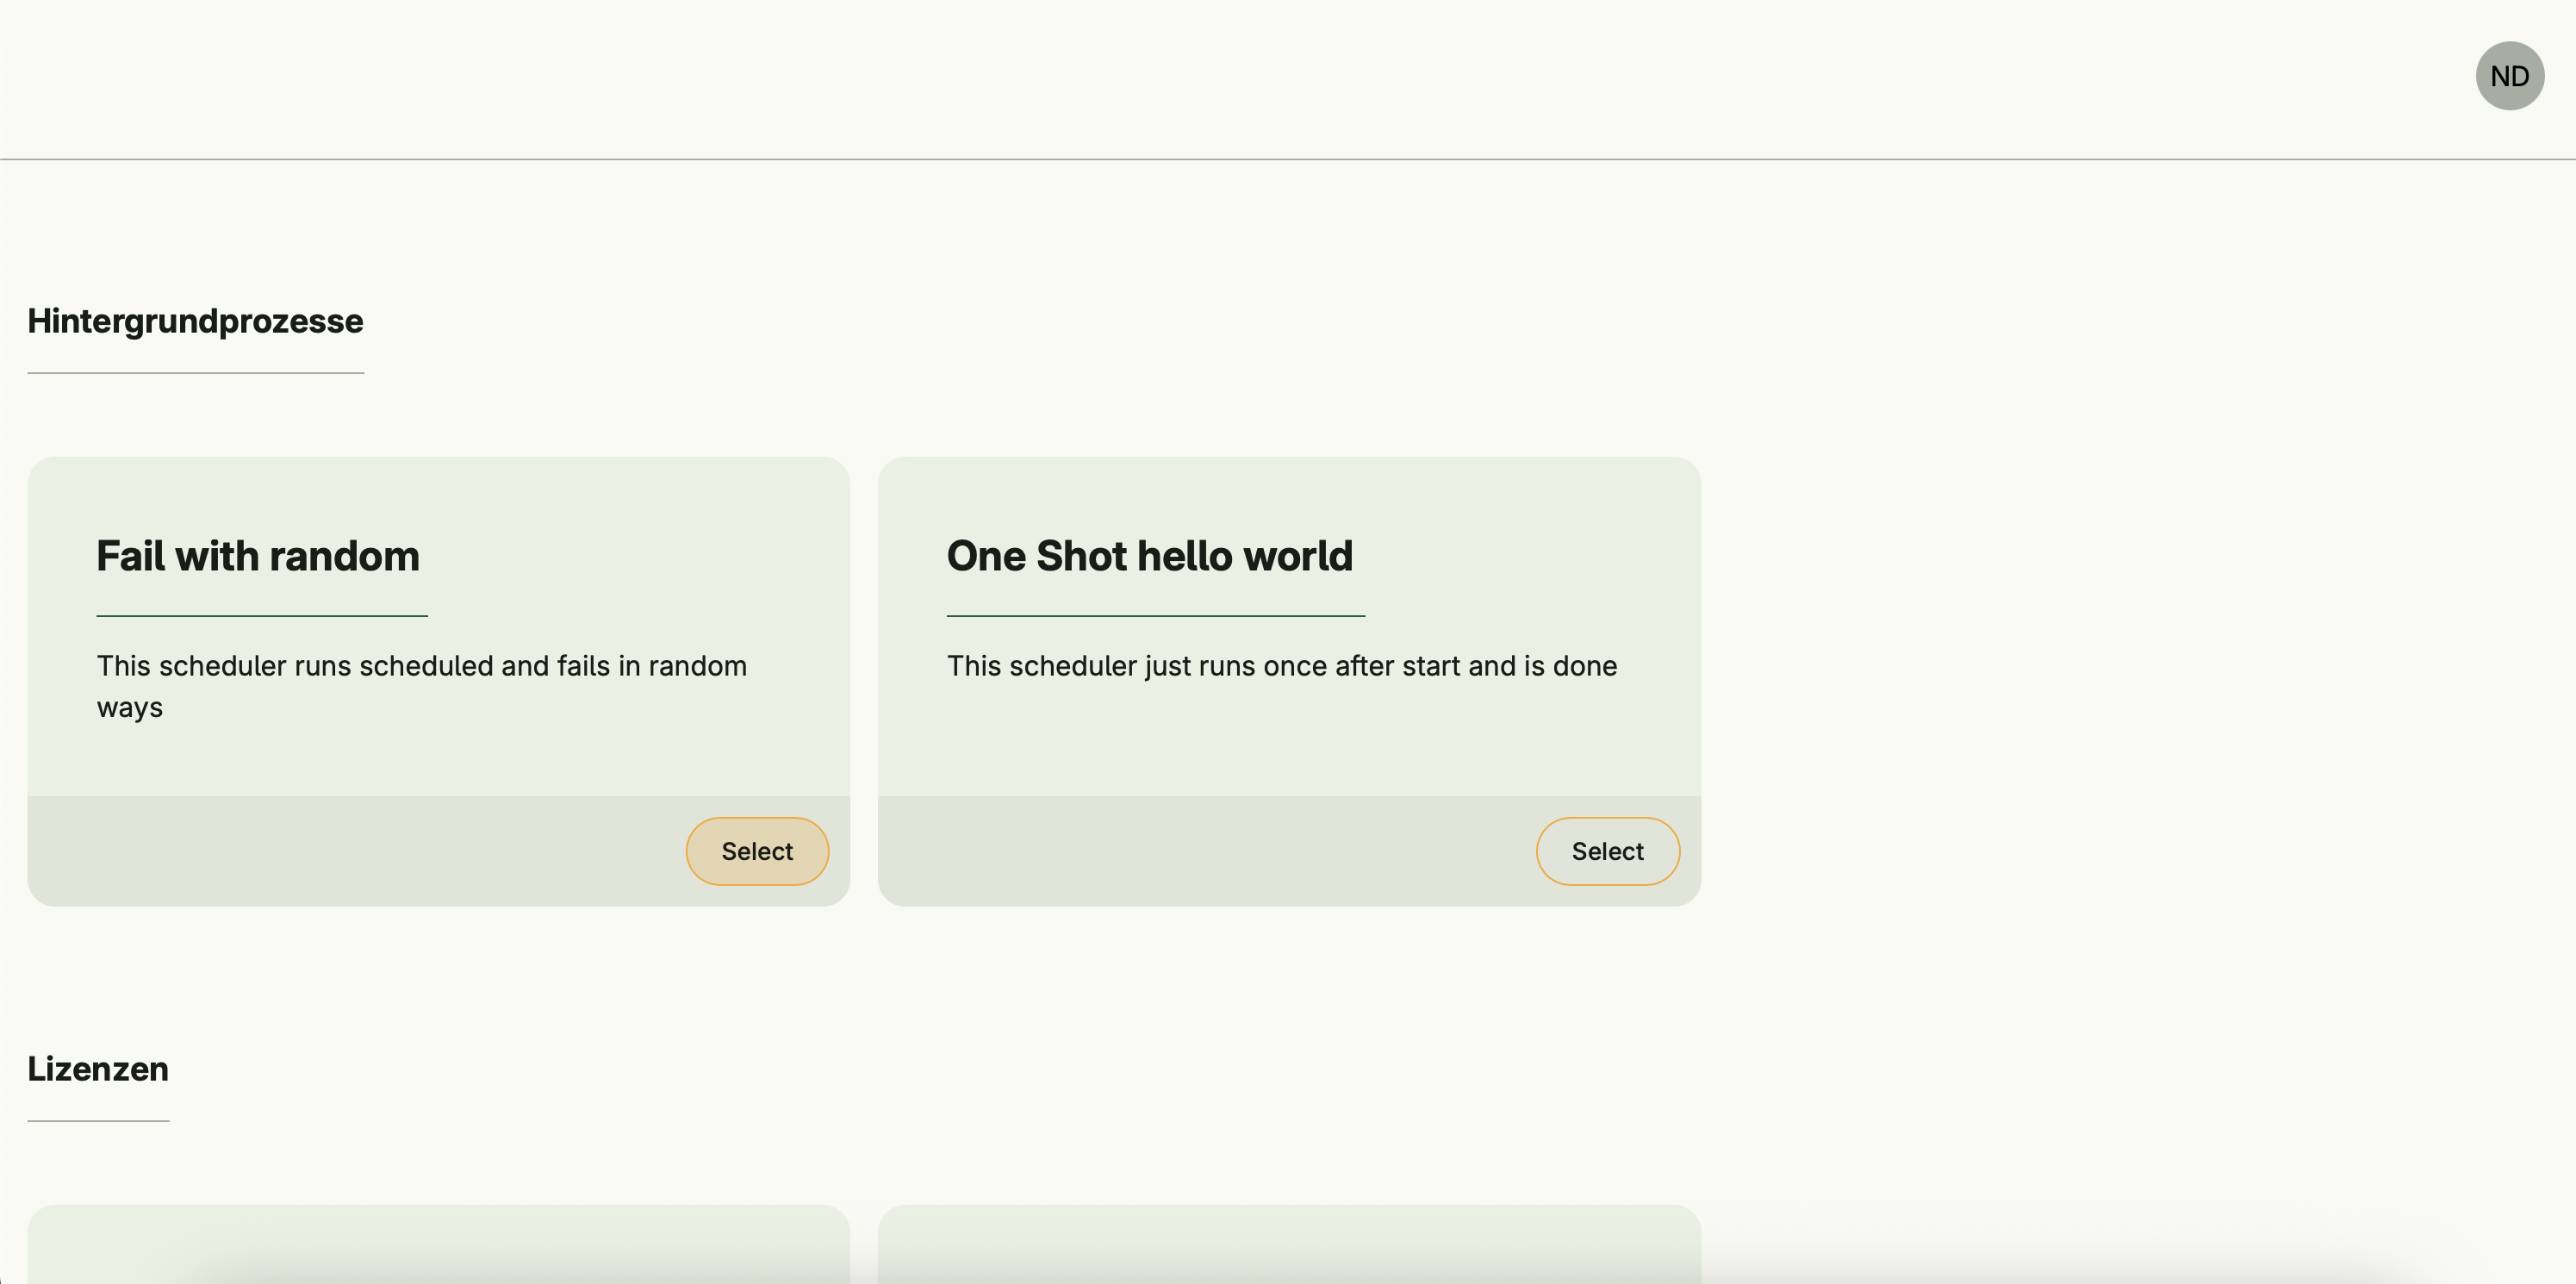 ND
Hintergrundprozesse
Fail with random
This scheduler runs scheduled and fails in random
ways
Select
One Shot hello world
This scheduler just runs once after start and is done
Select
Lizenzen